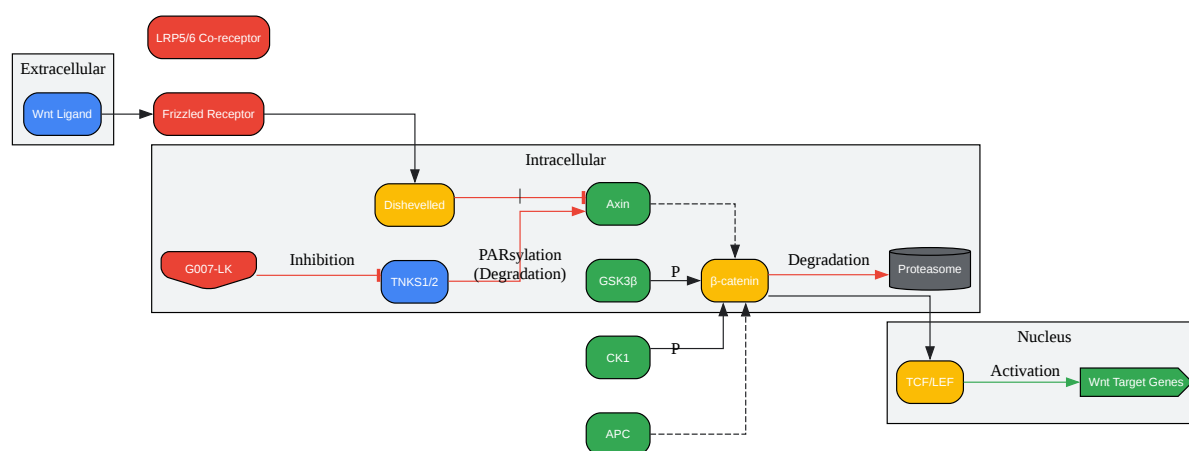 LRP5/6 Co-receptor
Extracellular
Wnt Ligand
Frizzled Receptor
Intracellular
Dishevelled
Axin
G007-LK
Inhibition
TNKS1/2
PARsylation
(Degradation)
GSK3β
P
β-catenin
Degradation
Proteasome
CK1
P
APC
Nucleus
TCF/LEF
Activation
Wnt Target Genes